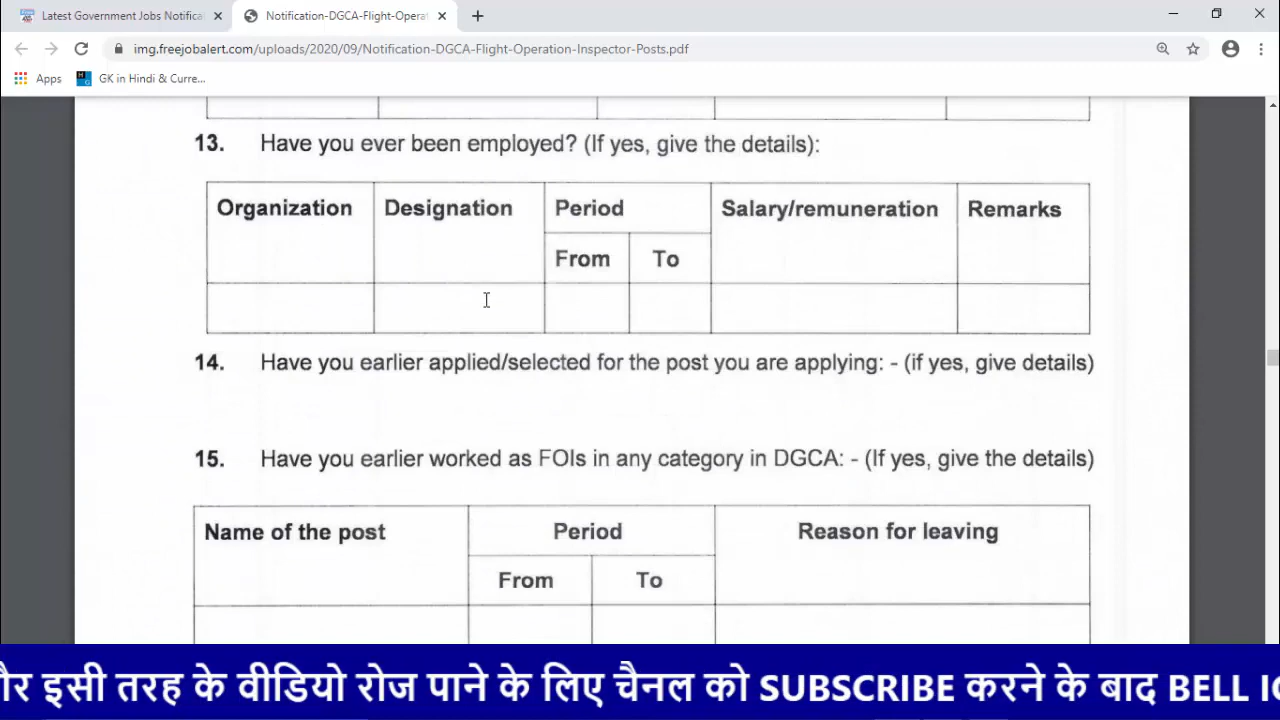 Latest Government Jobs Notifica
Notification-DGCA-Flight-Operat
img.freejobalert.com/uploads/2020/09/Notification-DGCA-Flight-Operation-Inspector-Posts.pdf
Apps
GK in Hindi & Curre...
13. Have you ever been employed? (If yes, give the details):
Organization Designation Period Salary/remuneration Remarks
From To
14. Have you earlier applied/selected for the post you are applying: - (if yes, give details)
15. Have you earlier worked as FOIs in any category in DGCA: - (If yes, give the details)
Name of the post Period Reason for leaving
From To
और इसी तरह के वीडियो रोज पाने के लिए चैनल को SUBSCRIBE करने के बाद BELL IC